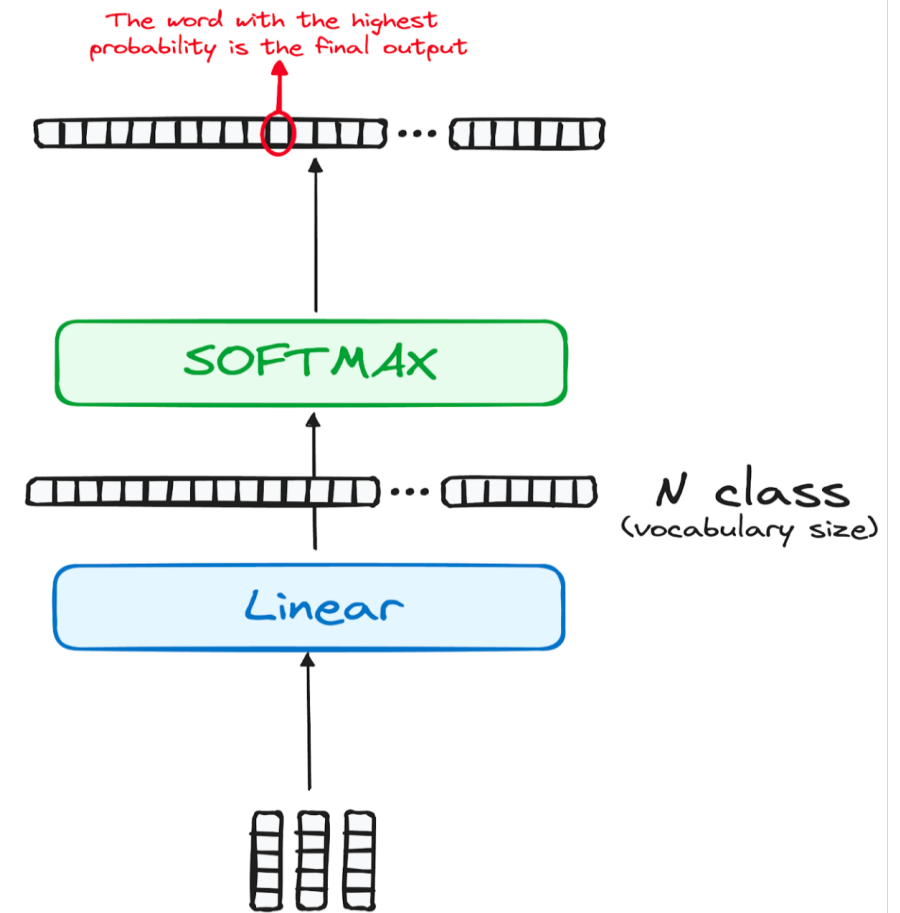 The word with the highest
probability is the final output
...
SOFTMAX
...
N class
(vocabulary size)
Linear